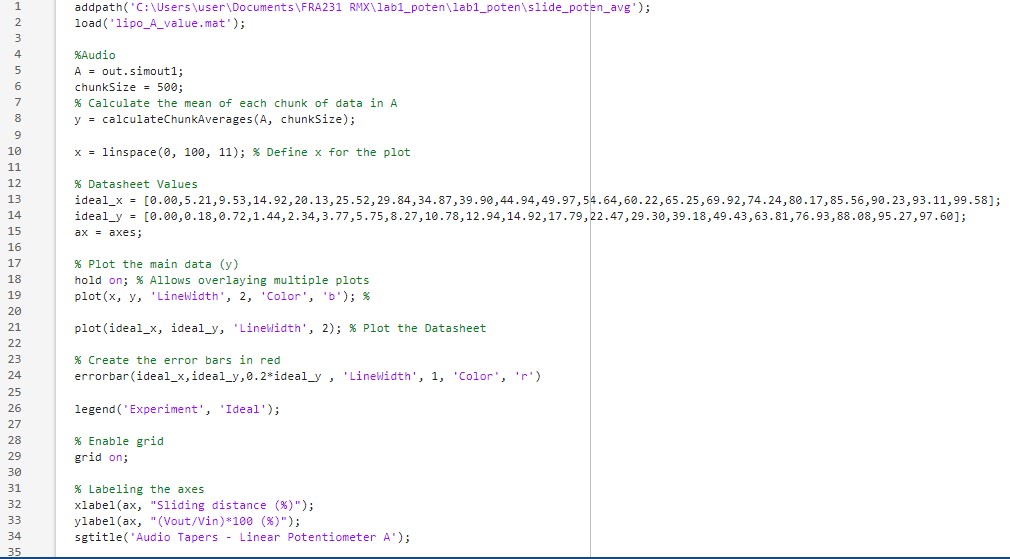 1 addpath('C:\Users\user\Documents\FRA231 RMX\lab1_poten\lab1_poten\slide_poten_avg');
2 load('lipo_A_value.mat');
3
4 %Audio
5 A = out.simout1;
6 chunkSize = 500;
7 % Calculate the mean of each chunk of data in A
8 y = calculateChunkAverages(A, chunkSize);
9
10 x = linspace(0, 100, 11); % Define x for the plot
11
12 % Datasheet Values
13 ideal_x = [0.00,5.21,9.53,14.92,20.13,25.52,29.84,34.87,39.90,44.94,49.97,54.64,60.22,65.25,69.92,74.24,80.17,85.56,90.23,93.11,99.58];
14 ideal_y = [0.00,0.18,0.72,1.44,2.34,3.77,5.75,8.27,10.78,12.94,14.92,17.79,22.47,29.30,39.18,49.43,63.81,76.93,88.08,95.27,97.60];
15 ax = axes;
16
17 % Plot the main data (y)
18 hold on; % Allows overlaying multiple plots
19 plot(x, y, 'LineWidth', 2, 'Color', 'b'); %
20
21 plot(ideal_x, ideal_y, 'LineWidth', 2); % Plot the Datasheet
22
23 % Create the error bars in red
24 errorbar(ideal_x,ideal_y,0.2*ideal_y , 'LineWidth', 1, 'Color', 'r')
25
26 legend('Experiment', 'Ideal');
27
28 % Enable grid
29 grid on;
30
31 % Labeling the axes
32 xlabel(ax, "Sliding distance (%)");
33 ylabel(ax, "(Vout/Vin)*100 (%)");
34 sgtitle('Audio Tapers - Linear Potentiometer A');
35